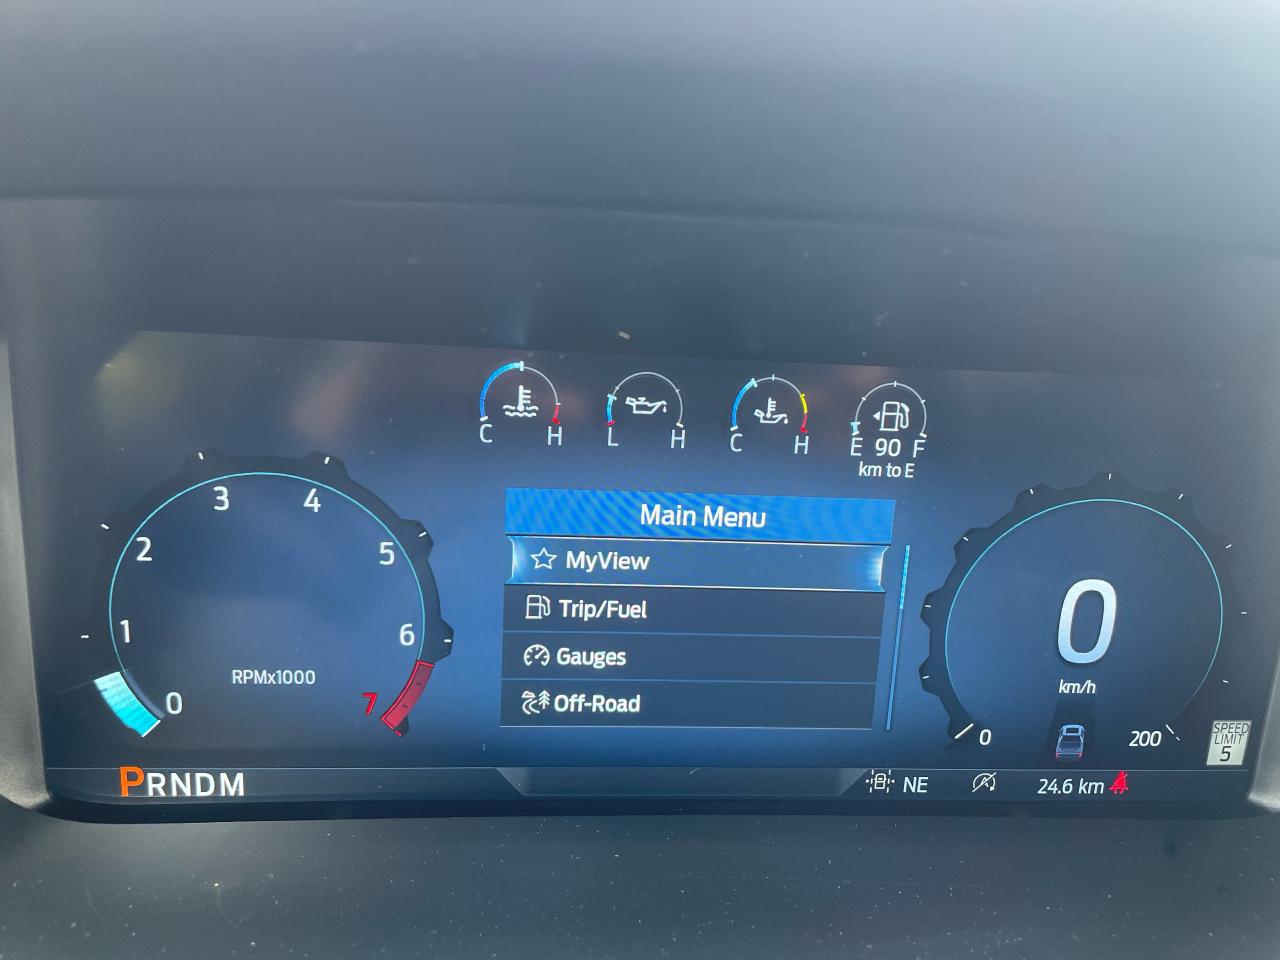 C H
L H
C H
E 90 F
km to E
Main Menu
MyView
Trip/Fuel
Gauges
Off-Road
0
1
2
3
4
5
6
7
RPMx1000
0
km/h
0
200
SPEED
LIMIT
5
PRNDM
NE
24.6 km